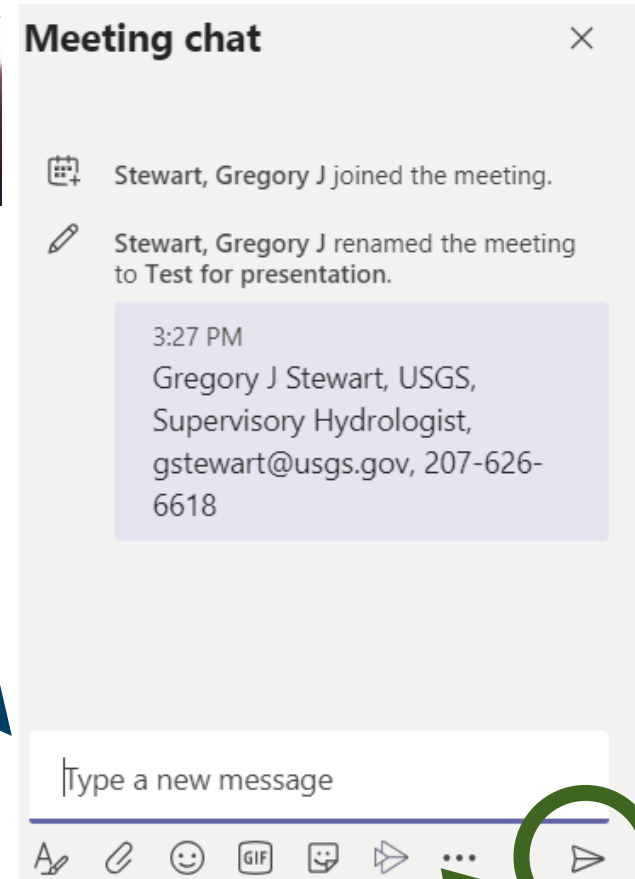 Meeting chat
Stewart, Gregory J joined the meeting.
Stewart, Gregory J renamed the meeting
to Test for presentation.
3:27 PM
Gregory J Stewart, USGS,
Supervisory Hydrologist,
gstewart@usgs.gov, 207-626-
6618
Type a new message
GIF